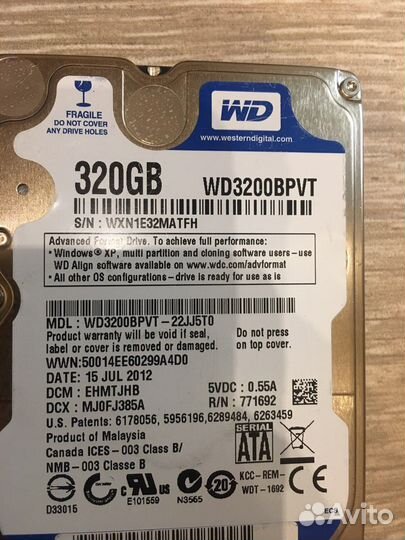 FRAGILE
DO NOT COVER
ANY DRIVE HOLES
WD
www.westerndigital.com
320GB WD3200BPVT
S/N : WXN1E32MATFH
Advanced Format Drive. To achieve full performance:
• Windows® XP, multi partition and cloning software users – use
WD Align software available on www.wdc.com/advformat
• All other OS configurations – drive is ready for use as is
MDL : WD3200BPVT-22JJ5T0
Product warranty will be void if seal,
label or cover is removed or damaged.
Do not press
on top cover.
WWN:50014EE60299A4D0
DATE: 15 JUL 2012
DCM : EHMTJHB
5VDC : 0.55A
DCX : MJ0FJ385A
R/N : 771692
U.S. Patents: 6178056, 5956196,6289484, 6263459
Product of Malaysia
Canada ICES-003 Class B/
NMB-003 Classe B
SERIAL
ATA
D33015
E101559
N3565
20
KCC-REM-
WDT-1692
CE
Avito